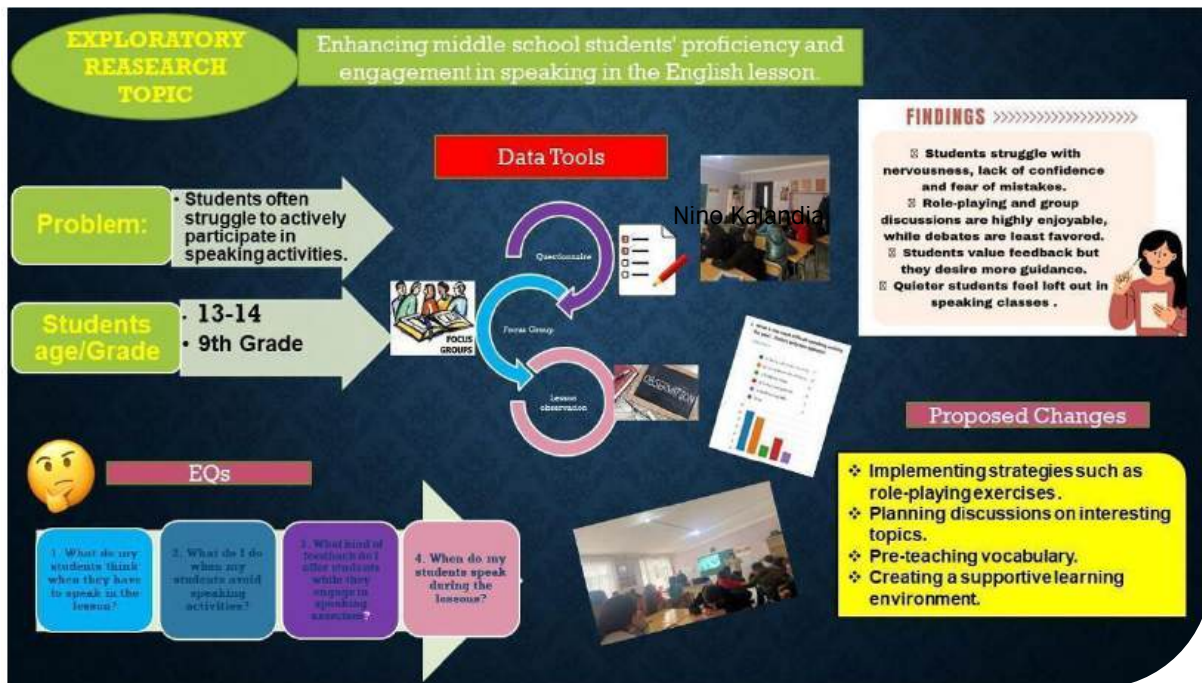 EXPLORATORY
REASEARCH
TOPIC
Enhancing middle school students' proficiency and
engagement in speaking in the English lesson.
Problem:
• Students often
struggle to actively
participate in
speaking activities.
Students
age/Grade
• 13-14
• 9th Grade
Data Tools
Questionnaire
Focus Group
Lesson
observation
FOCUS
GROUPS
OBSERVATION
Nino Kalandia
FINDINGS
Students struggle with
nervousness, lack of confidence
and fear of mistakes.
Role-playing and group
discussions are highly enjoyable,
while debates are least favored.
Students value feedback but
they desire more guidance.
Quieter students feel left out in
speaking classes .
EQs
1. What do my
students think
when they have
to speak in the
lesson?
2. What do I do
when my
students avoid
speaking
activities?
3. What kind of
feedback do I
offer students
while they
engage in
speaking
exercises?
4. When do my
students speak
during the
lessons?
Proposed Changes
❖ Implementing strategies such as
role-playing exercises.
❖ Planning discussions on interesting
topics.
❖ Pre-teaching vocabulary.
❖ Creating a supportive learning
environment.